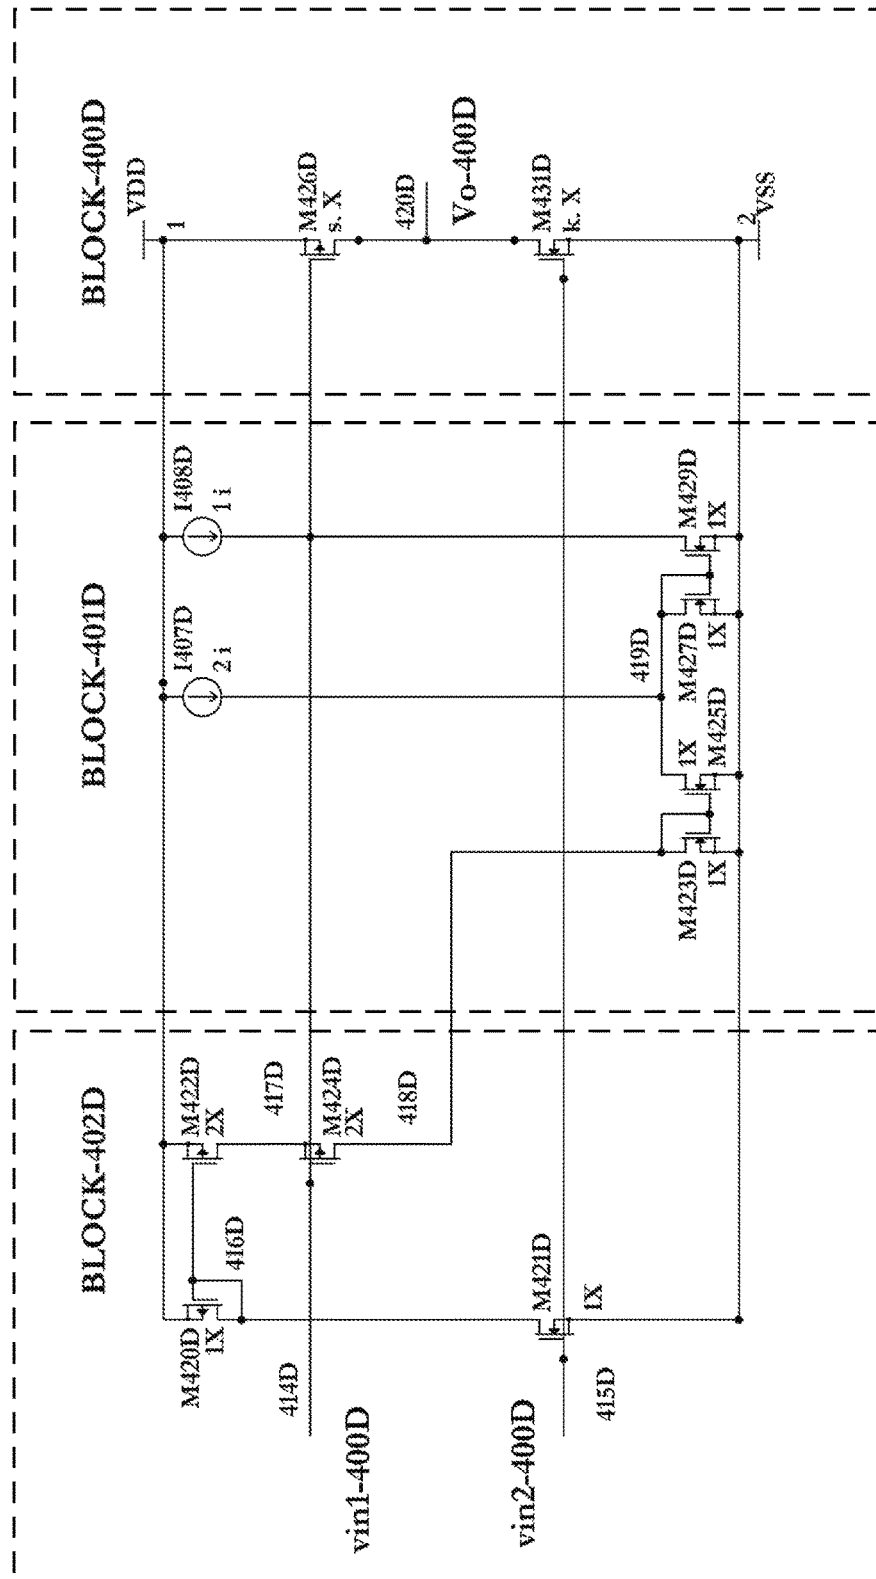 BLOCK-402D
M420D
1X
416D
M422D
2X
417D
M424D
2X
418D
414D
vin1-400D
M421D
1X
415D
vin2-400D
BLOCK-401D
I407D
2 i
I408D
1 i
419D
M423D
1X
1X
M425D
M427D
1X
M429D
1X
BLOCK-400D
VDD
1
M426D
s. X
420D
Vo-400D
M431D
k. X
2
VSS